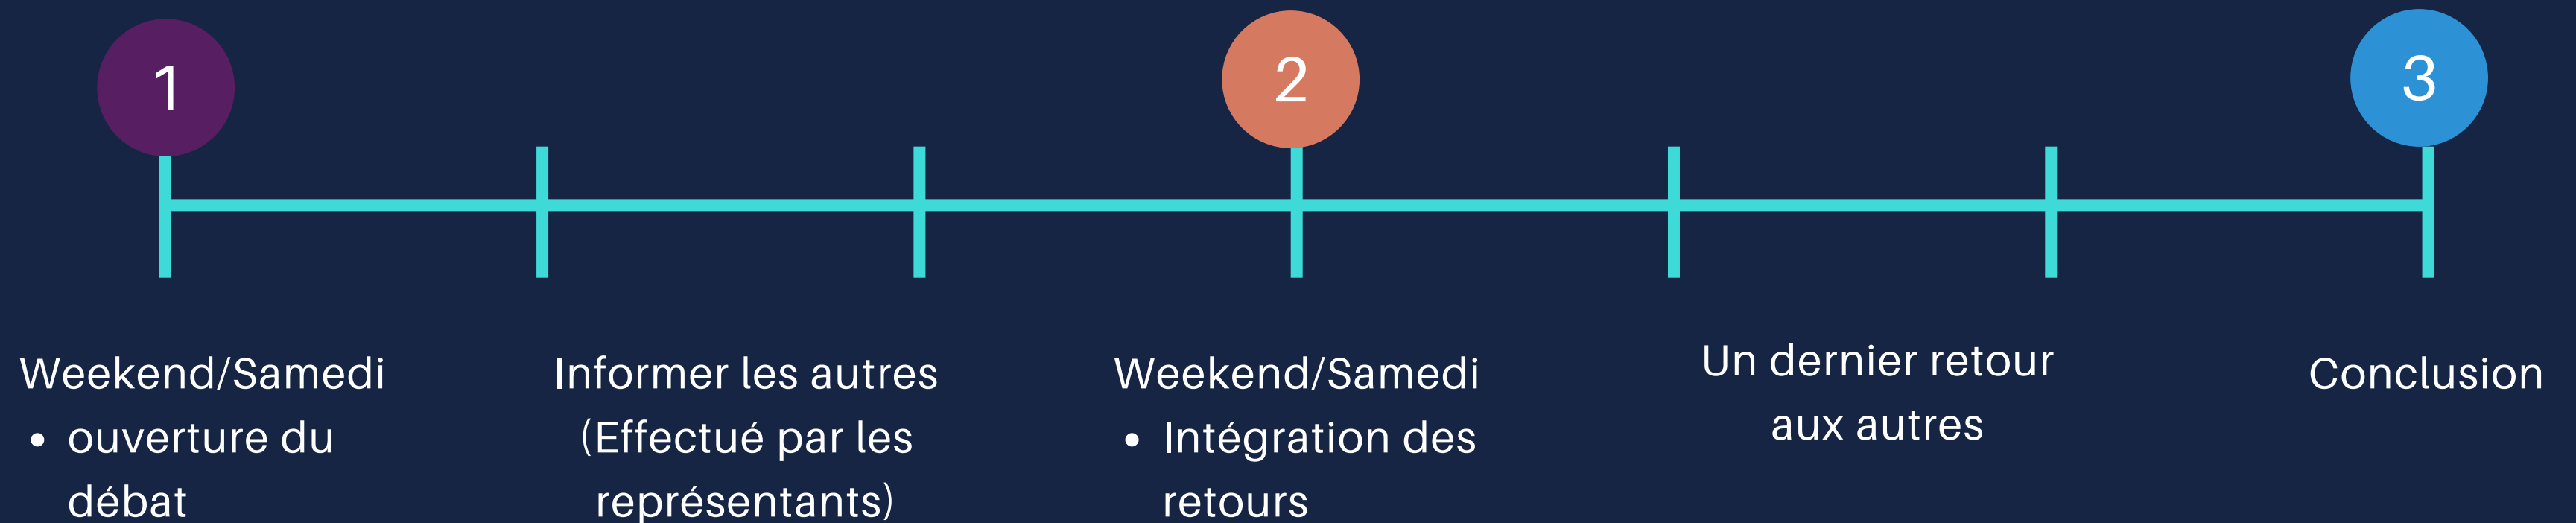 1
2
3
Weekend/Samedi
• ouverture du
débat
Informer les autres
(Effectué par les
représentants)
Weekend/Samedi
• Intégration des
retours
Un dernier retour
aux autres
Conclusion